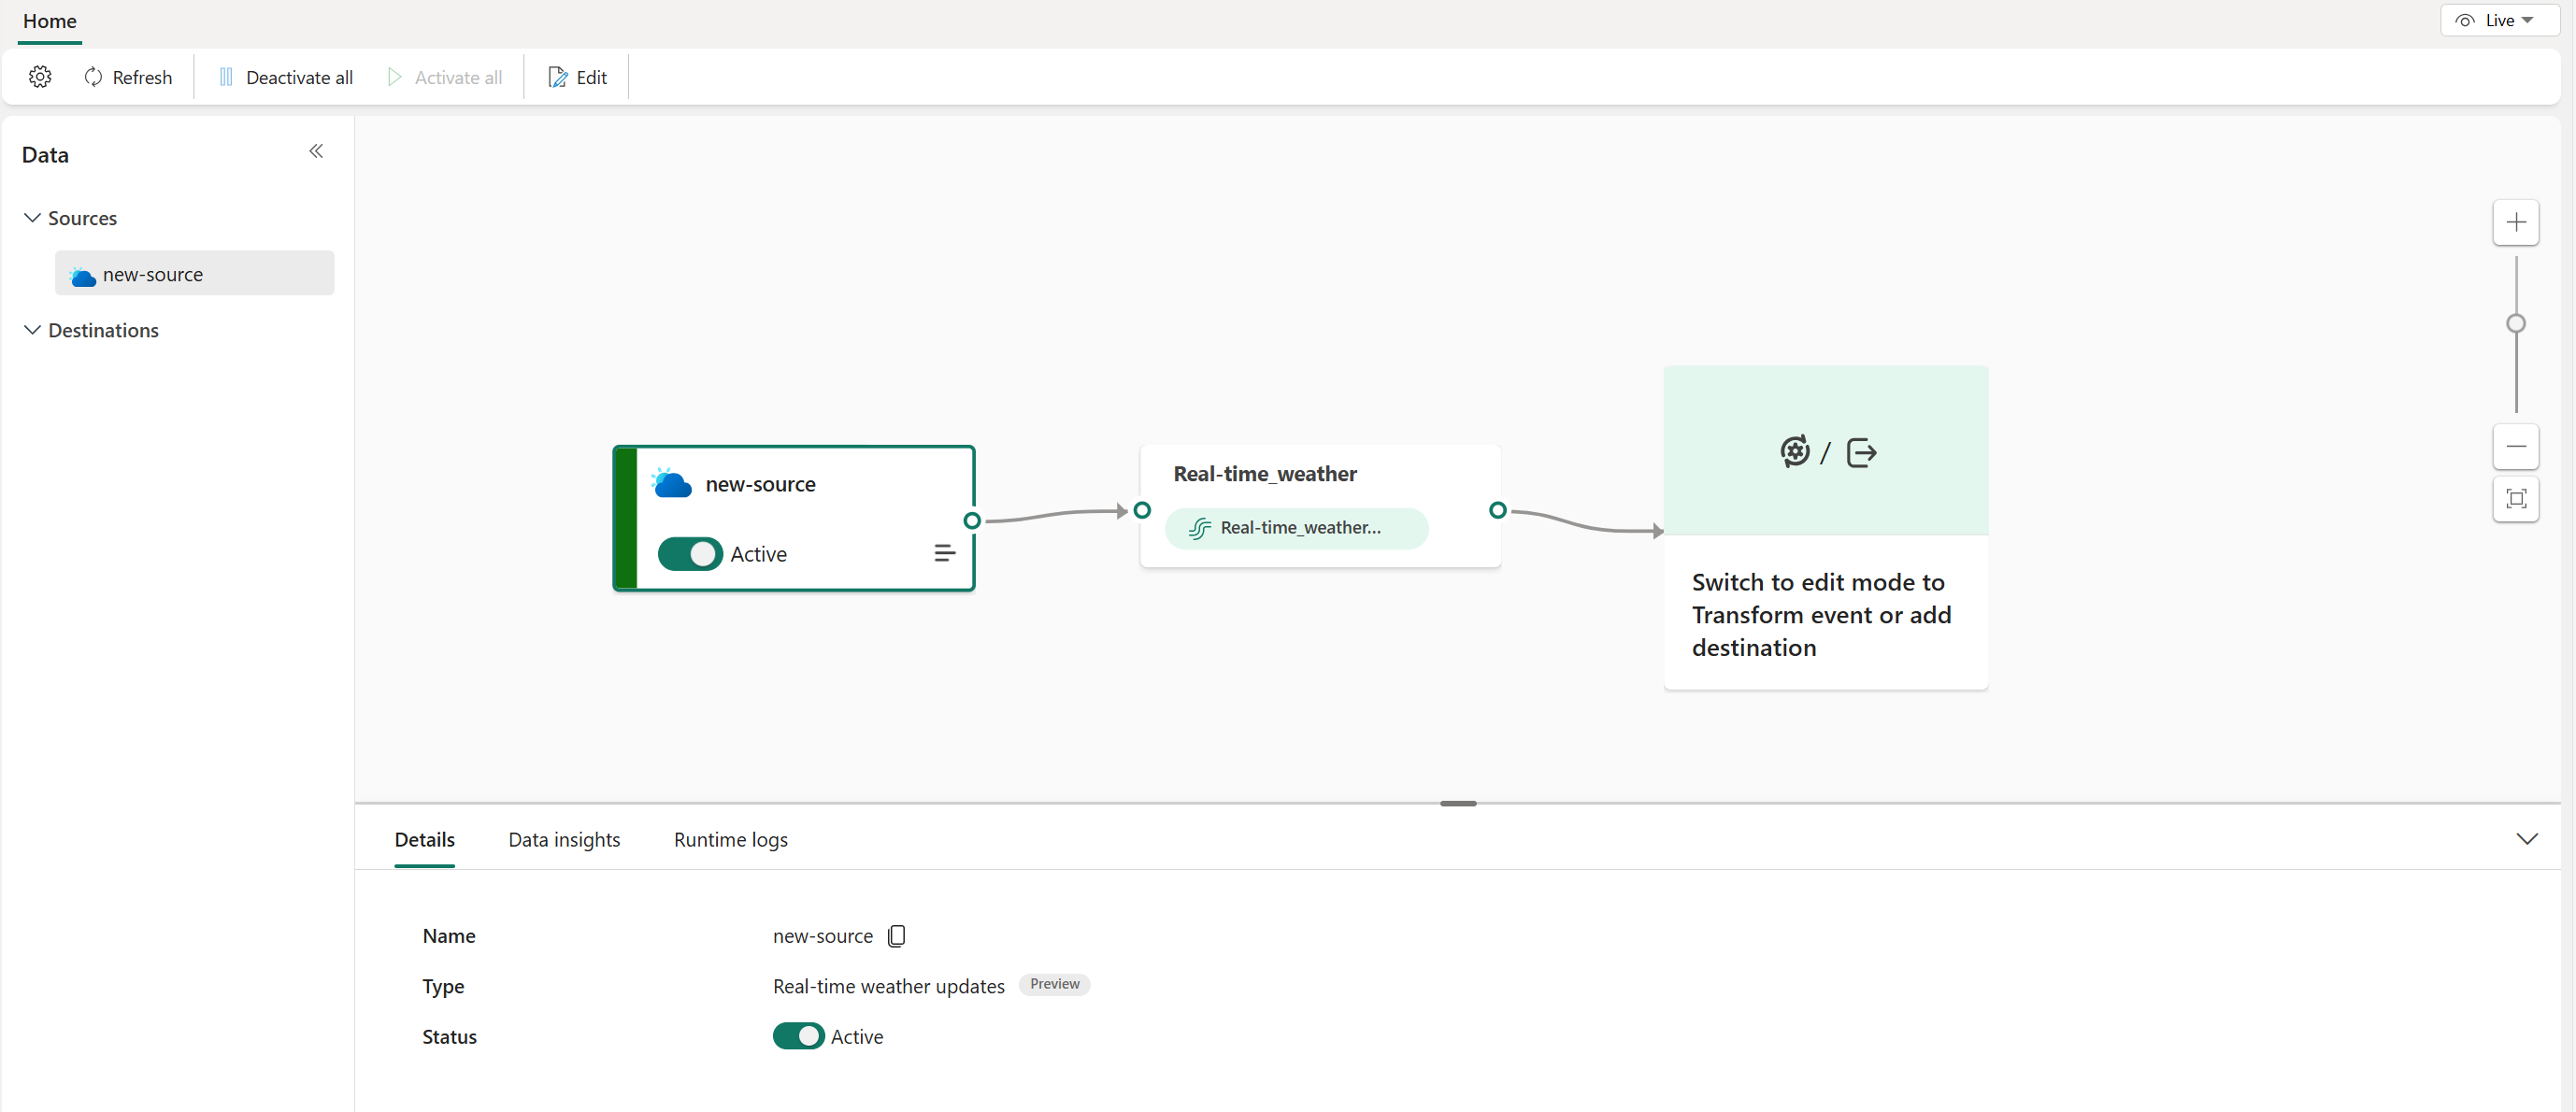 Home
Live
Refresh
Deactivate all
Activate all
Edit
Data
Sources
new-source
Destinations
new-source
Active
Real-time_weather
Real-time_weather...
/
Switch to edit mode to
Transform event or add
destination
Details
Data insights
Runtime logs
Name
new-source
Type
Real-time weather updates
Preview
Status
Active